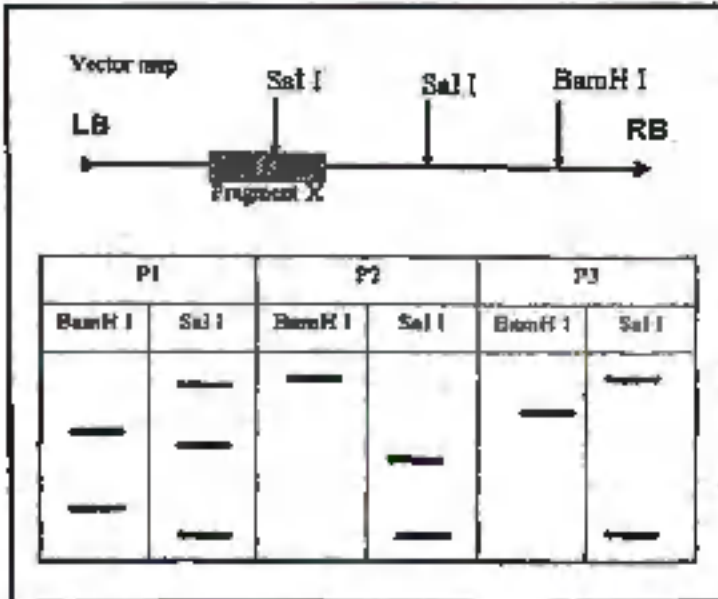 Vector map
Sal I Sal I BamH I
LB RB
Fragment X
P1 P2 P3
BamH I Sal I BamH I Sal I BamH I Sal I